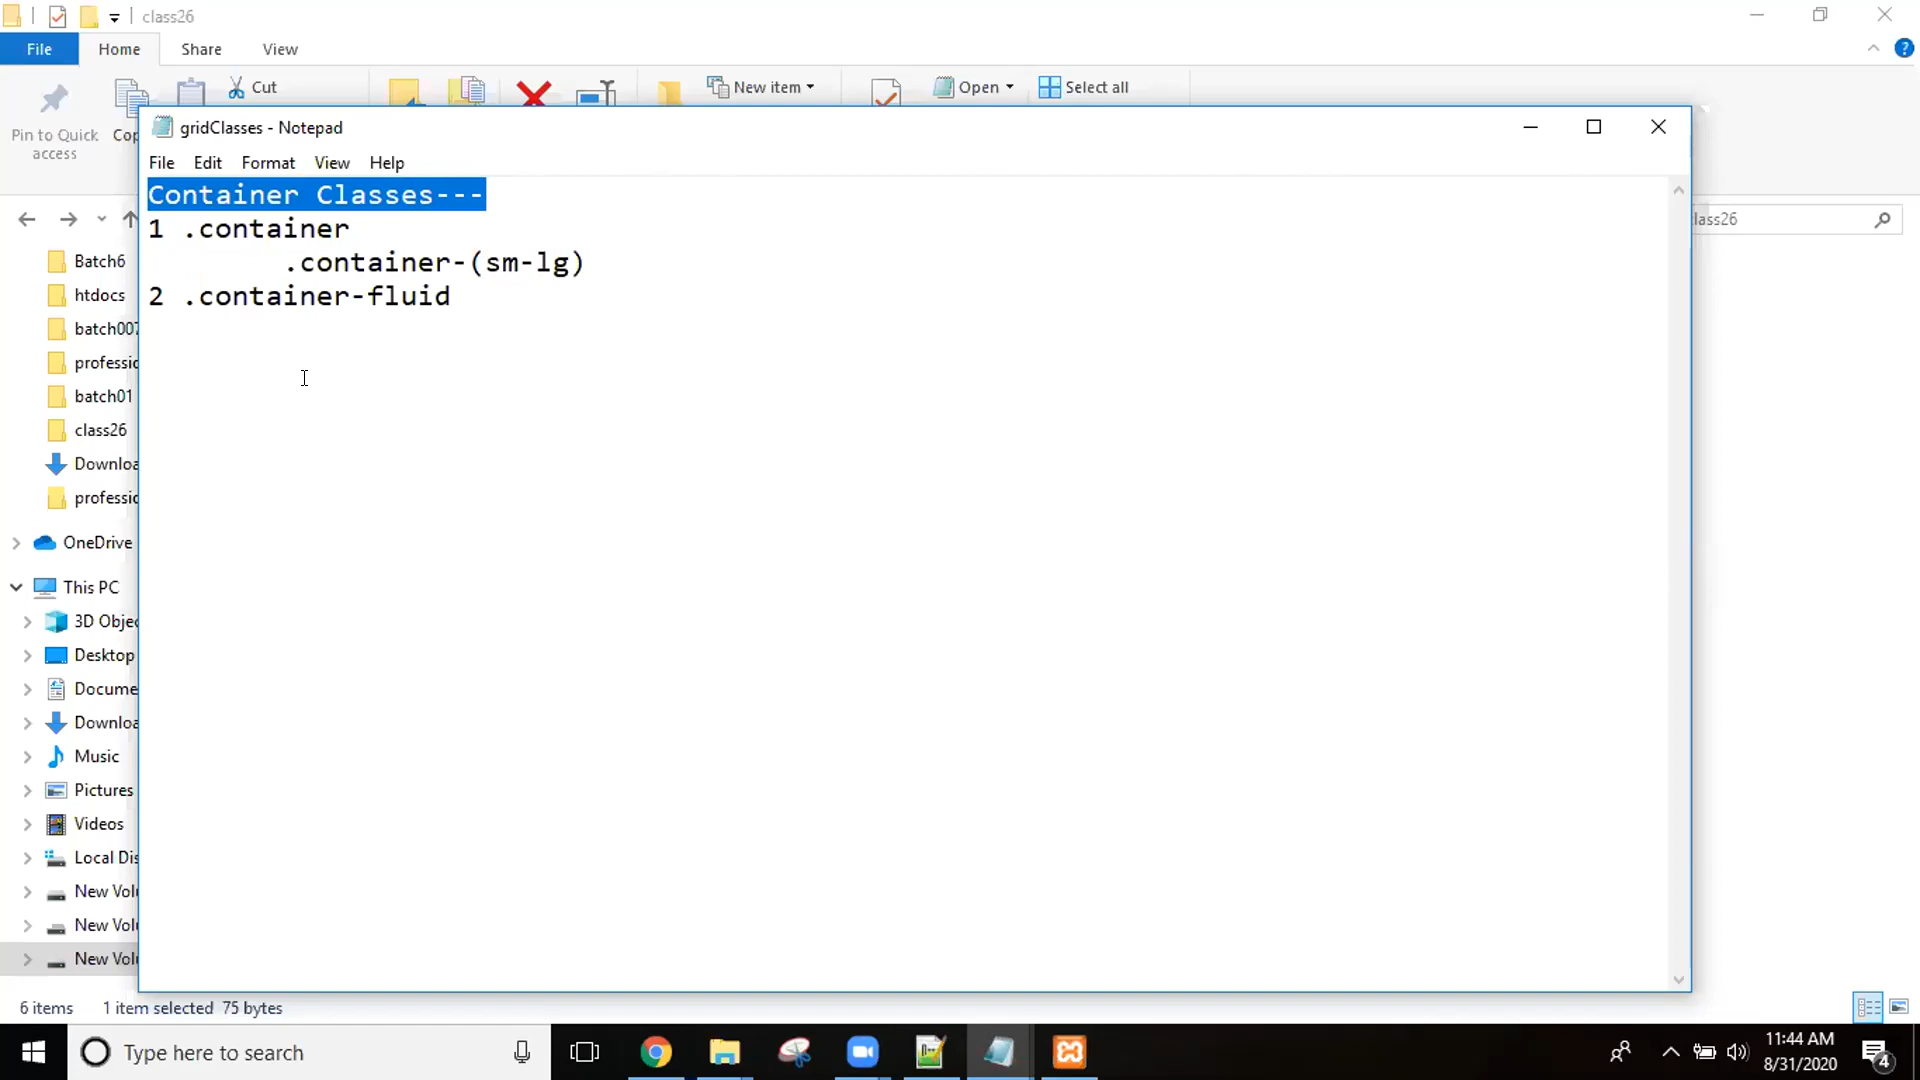 class26
File Home Share View
Cut
New item
Open
Select all
Pin to Quick
access
gridClasses - Notepad
File Edit Format View Help
Container Classes---
1 .container
.container-(sm-lg)
2 .container-fluid
Batch6
htdocs
batch007
class26
batch01
class26
OneDrive
This PC
Desktop
Music
Pictures
Videos
6 items 1 item selected 75 bytes
Type here to search
11:44 AM
8/31/2020
4